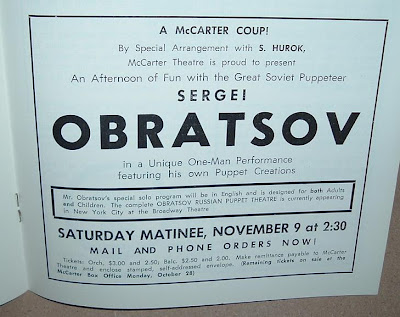 A McCARTER COUP!
By Special Arrangement with S. HUROK,
McCarter Theatre is proud to present
An Afternoon of Fun with the Great Soviet Puppeteer
SERGEI
OBRATSOV
in a Unique One-Man Performance
featuring his own Puppet Creations
Mr. Obratsov's special solo program will be in English and is designed for both Adults
and Children. The complete OBRATSOV RUSSIAN PUPPET THEATRE is currently appearing
in New York City at the Broadway Theatre
SATURDAY MATINEE, NOVEMBER 9 at 2:30
MAIL AND PHONE ORDERS NOW!
Tickets: Orch. $3.00 and 2.50; Balc. $2.50 and 2.00. Make remittance payable to McCarter
Theatre and enclose stamped, self-addressed envelope. (Remaining tickets on sale at the
McCarter Box Office Monday, October 28)